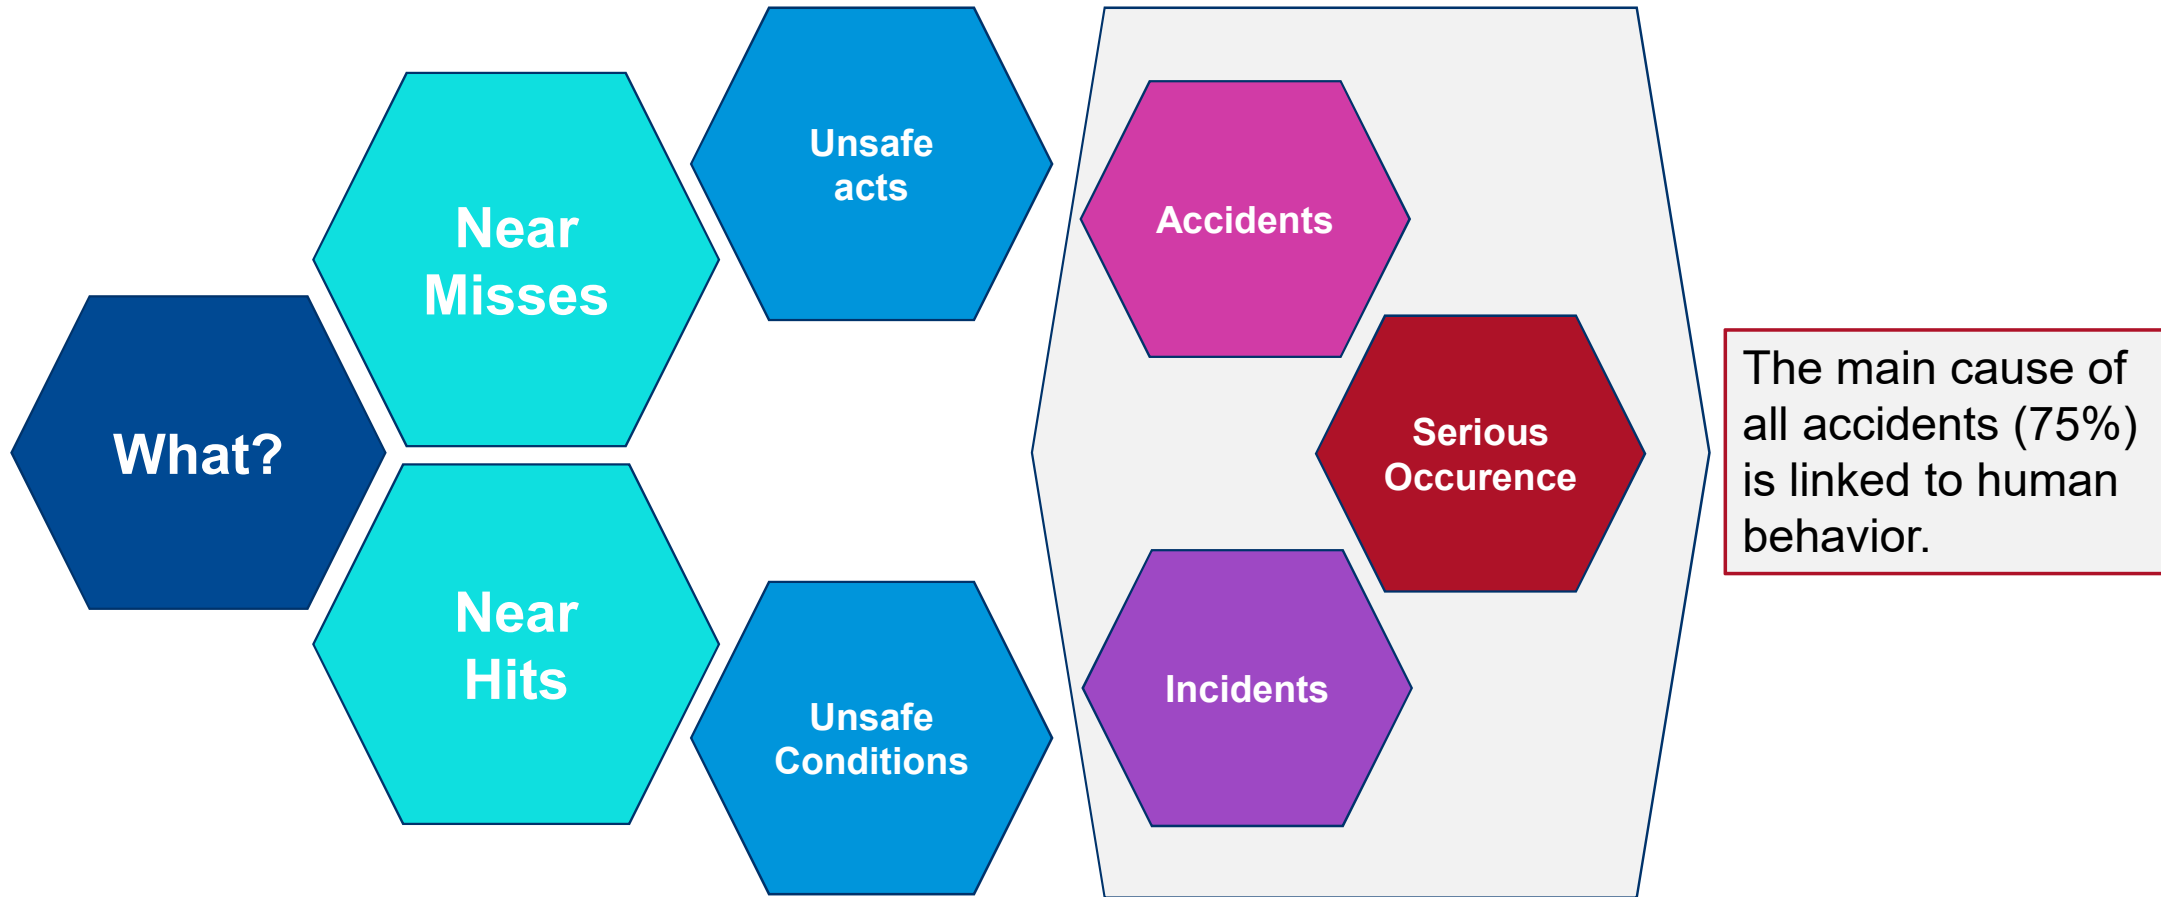 What?
Near
Misses
Near
Hits
Unsafe
acts
Unsafe
Conditions
Accidents
Serious
Occurence
Incidents
The main cause of
all accidents (75%)
is linked to human
behavior.